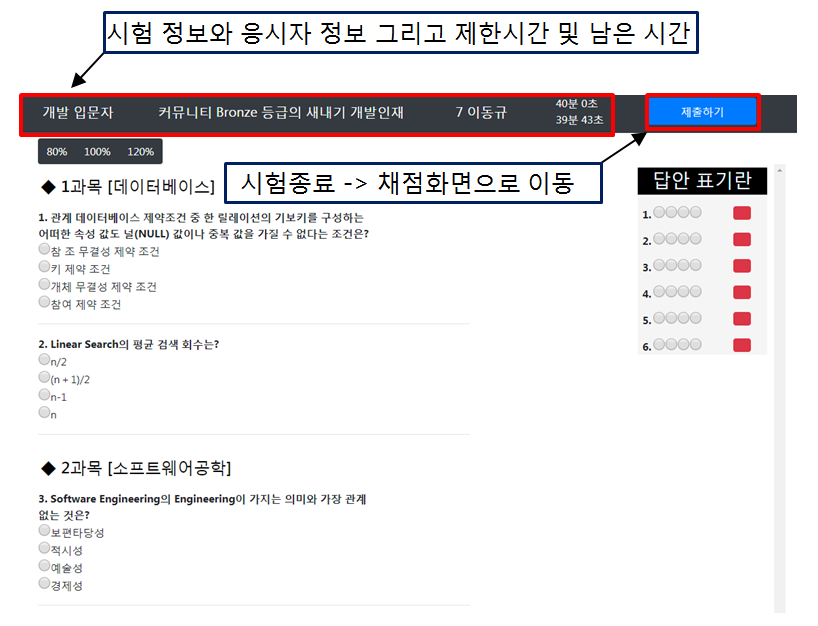 시험 정보와 응시자 정보 그리고 제한시간 및 남은 시간
개발 입문자 커뮤니티 Bronze 등급의 새내기 개발인재 7 이동규 40분 0초
39분 43초
제출하기
80% 100% 120%
시험종료 -> 채점화면으로 이동
◆ 1과목 [데이터베이스]
1. 관계 데이터베이스 제약조건 중 한 릴레이션의 기보키를 구성하는
어떠한 속성 값도 널(NULL) 값이나 중복 값을 가질 수 없다는 조건은?
참 조 무결성 제약 조건
키 제약 조건
개체 무결성 제약 조건
참여 제약 조건
2. Linear Search의 평균 검색 회수는?
n/2
(n + 1)/2
n-1
n
◆ 2과목 [소프트웨어공학]
3. Software Engineering의 Engineering이 가지는 의미와 가장 관계
없는 것은?
보편타당성
적시성
예술성
경제성
답안 표기란
1.
2.
3.
4.
5.
6.